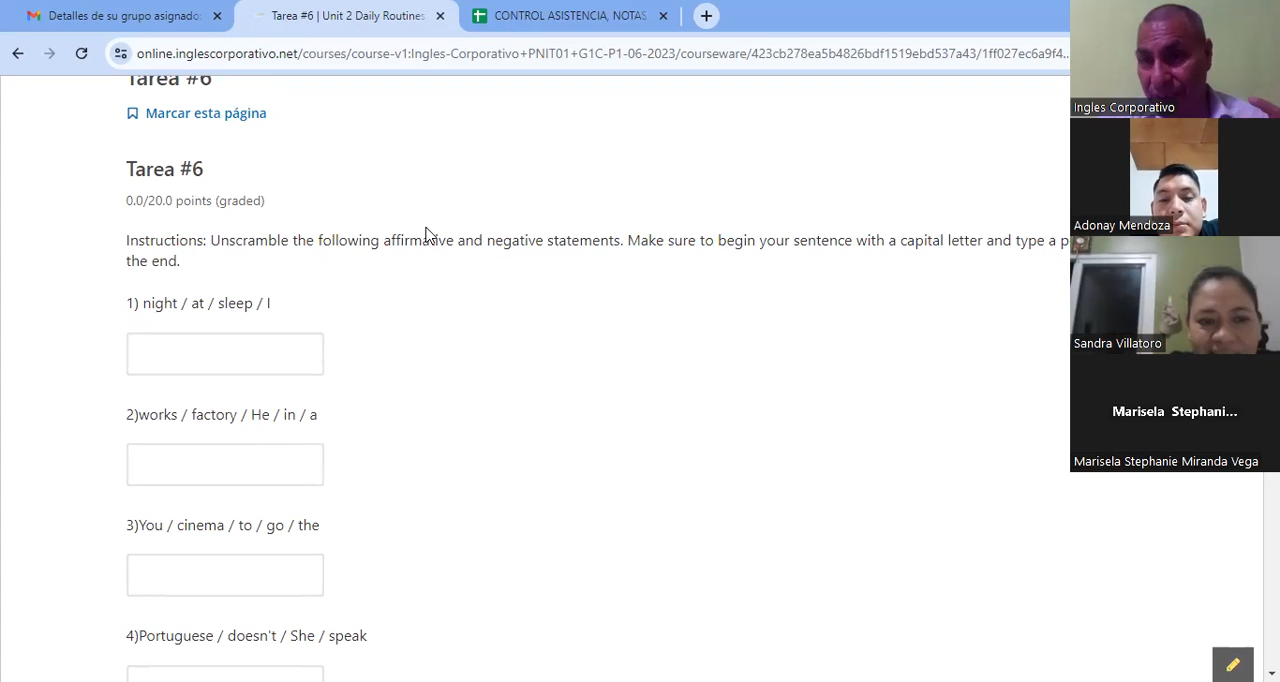 Detalles de su grupo asignado:
Tarea #6 | Unit 2 Daily Routines
CONTROL ASISTENCIA, NOTAS
online.inglescorporativo.net/courses/course-v1:Ingles-Corporativo+PNIT01+G1C-P1-06-2023/courseware/423cb278ea5b4826bdf1519ebd537a43/1ff027ec6a9f4...
Tarea #6
Marcar esta página
Tarea #6
0.0/20.0 points (graded)
Instructions: Unscramble the following affirmative and negative statements. Make sure to begin your sentence with a capital letter and type a p
the end.
1) night / at / sleep / I
2)works / factory / He / in / a
3)You / cinema / to / go / the
4)Portuguese / doesn't / She / speak
Ingles Corporativo
Adonay Mendoza
Sandra Villatoro
Marisela Stephani...
Marisela Stephanie Miranda Vega